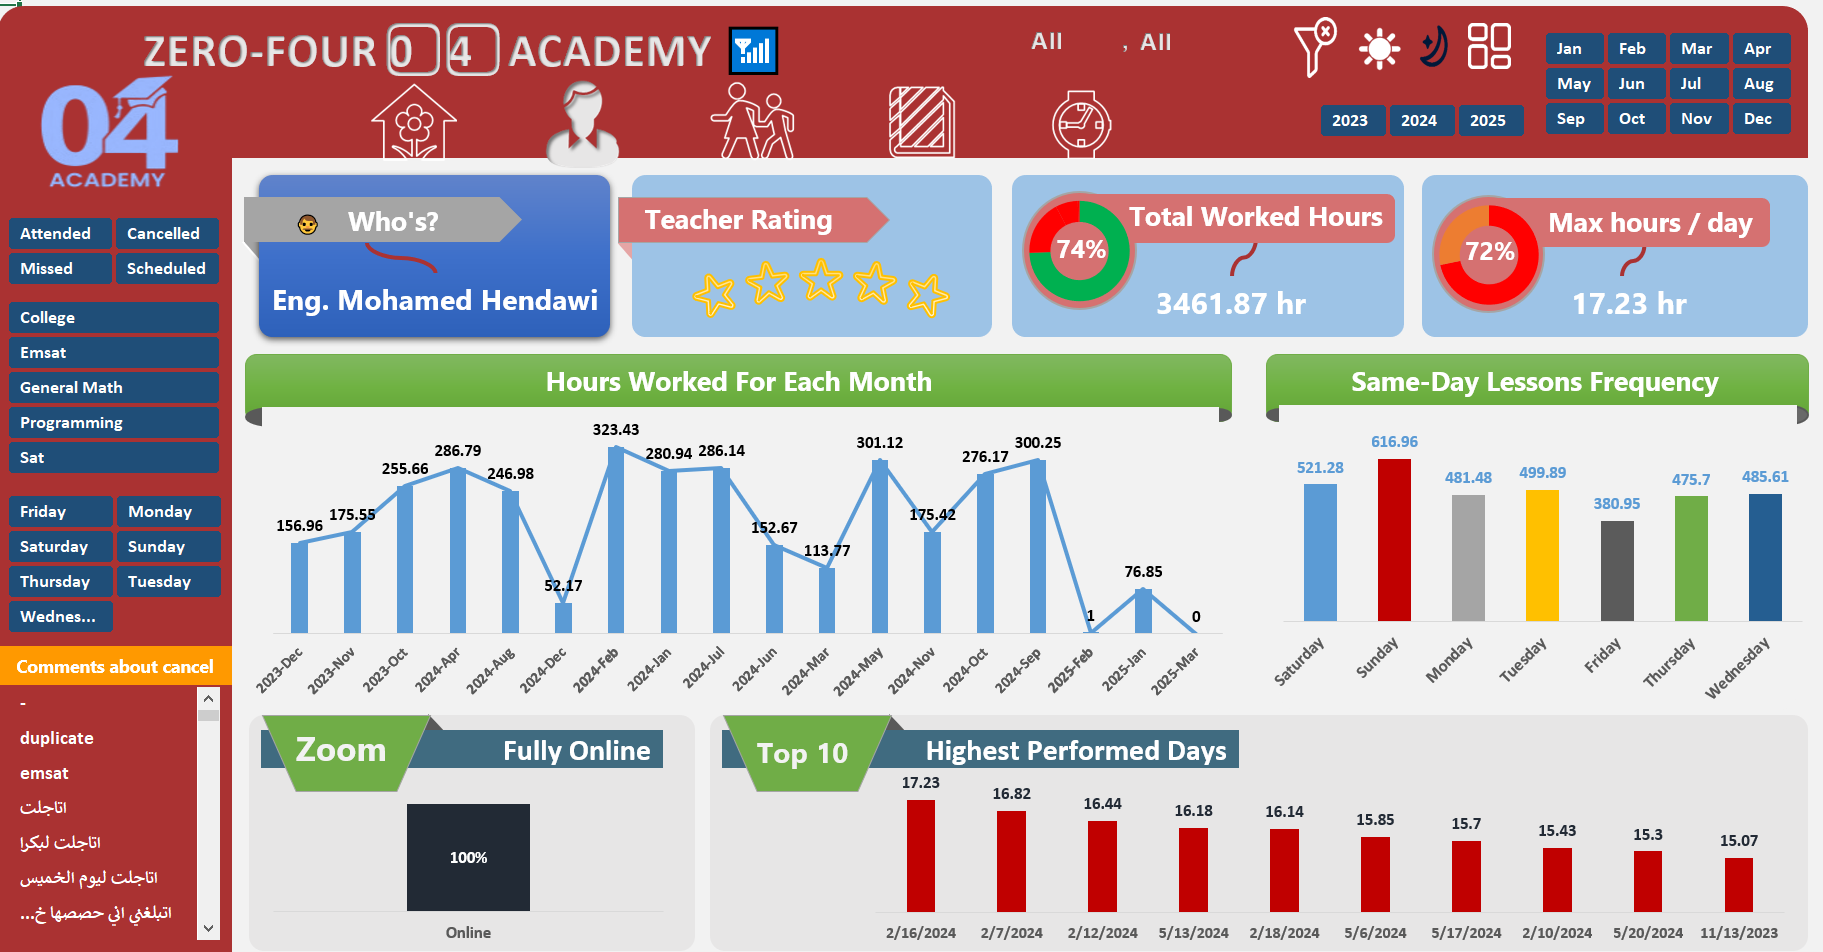 ZERO-FOUR 0 4 ACADEMY
All , All
Jan Feb Mar Apr
May Jun Jul Aug
Sep Oct Nov Dec
2023 2024 2025
04
ACADEMY
Attended Cancelled
Missed Scheduled
College
Emsat
General Math
Programming
Sat
Friday Monday
Saturday Sunday
Thursday Tuesday
Wednes...
Comments about cancel
-
duplicate
emsat
اتاجلت
اتاجلت لبكرا
اتاجلت ليوم الخميس
اتبلغني اني حصصها خ...
Who's?
Eng. Mohamed Hendawi
Teacher Rating
74%
Total Worked Hours
3461.87 hr
72%
Max hours / day
17.23 hr
Hours Worked For Each Month
156.96 175.55 255.66 286.79 246.98 52.17 323.43 280.94 286.14 152.67 113.77 301.12 175.42 276.17 300.25 1 76.85 0
2023-Dec 2023-Nov 2023-Oct 2024-Apr 2024-Aug 2024-Dec 2024-Feb 2024-Jan 2024-Jul 2024-Jun 2024-Mar 2024-May 2024-Nov 2024-Oct 2024-Sep 2025-Feb 2025-Jan 2025-Mar
Same-Day Lessons Frequency
521.28 616.96 481.48 499.89 380.95 475.7 485.61
Saturday Sunday Monday Tuesday Friday Thursday Wednesday
Zoom Fully Online
100%
Online
Top 10 Highest Performed Days
17.23 16.82 16.44 16.18 16.14 15.85 15.7 15.43 15.3 15.07
2/16/2024 2/7/2024 2/12/2024 5/13/2024 2/18/2024 5/6/2024 5/17/2024 2/10/2024 5/20/2024 11/13/2023